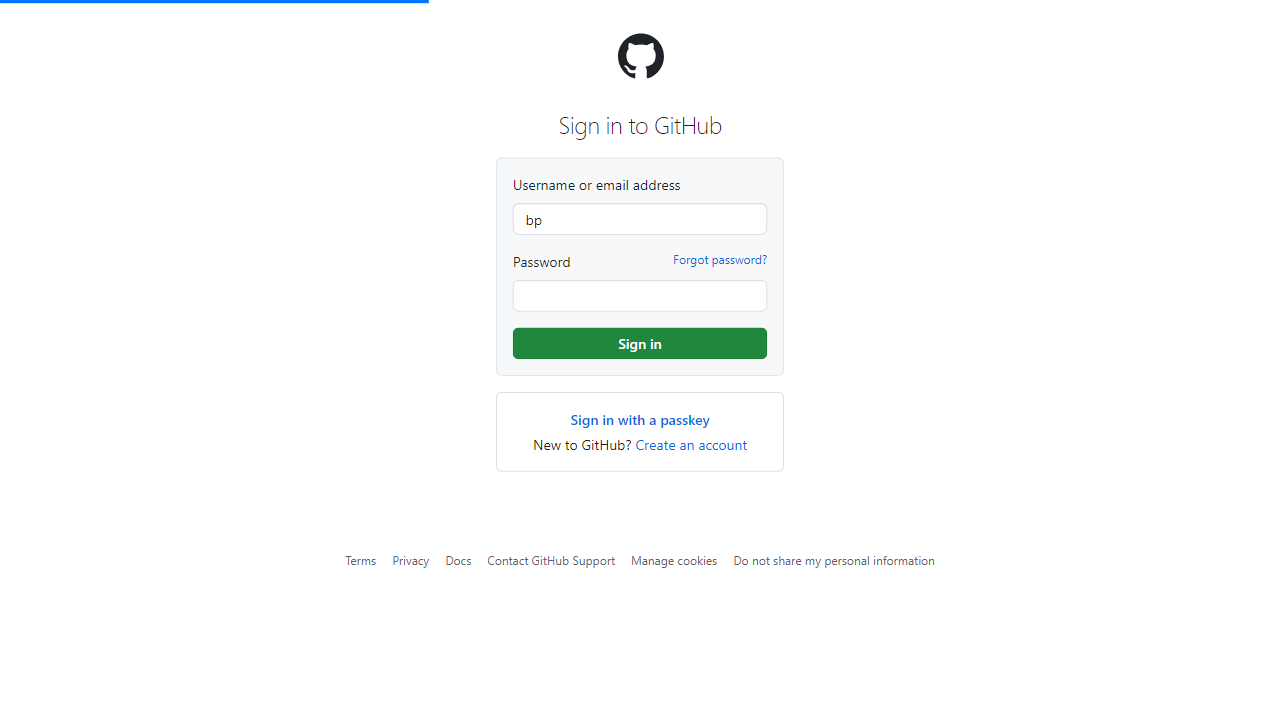 Sign in to GitHub
Username or email address
bp
Password
Forgot password?
Sign in
Sign in with a passkey
New to GitHub? Create an account
Terms Privacy Docs Contact GitHub Support Manage cookies Do not share my personal information